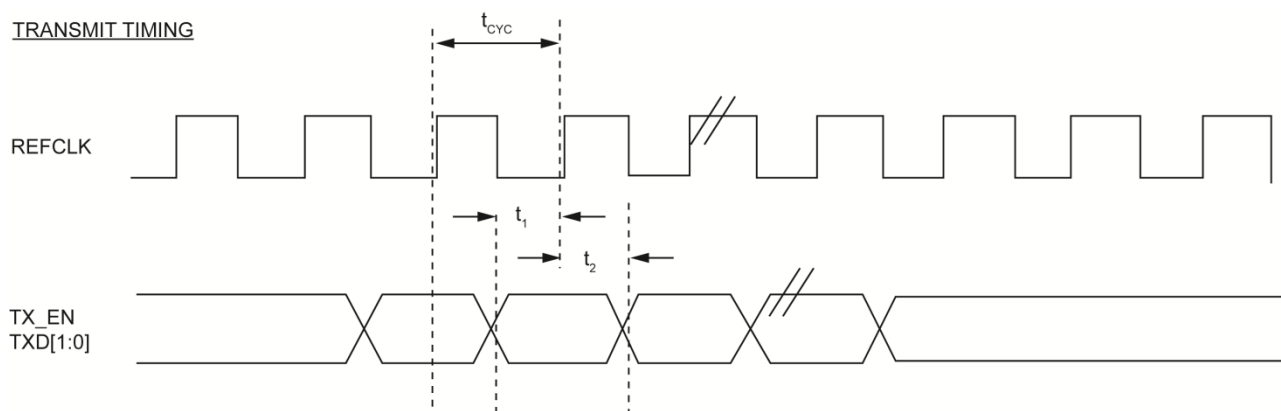 TRANSMIT TIMING
tCYC
REFCLK
t1
t2
TX_EN
TXD[1:0]